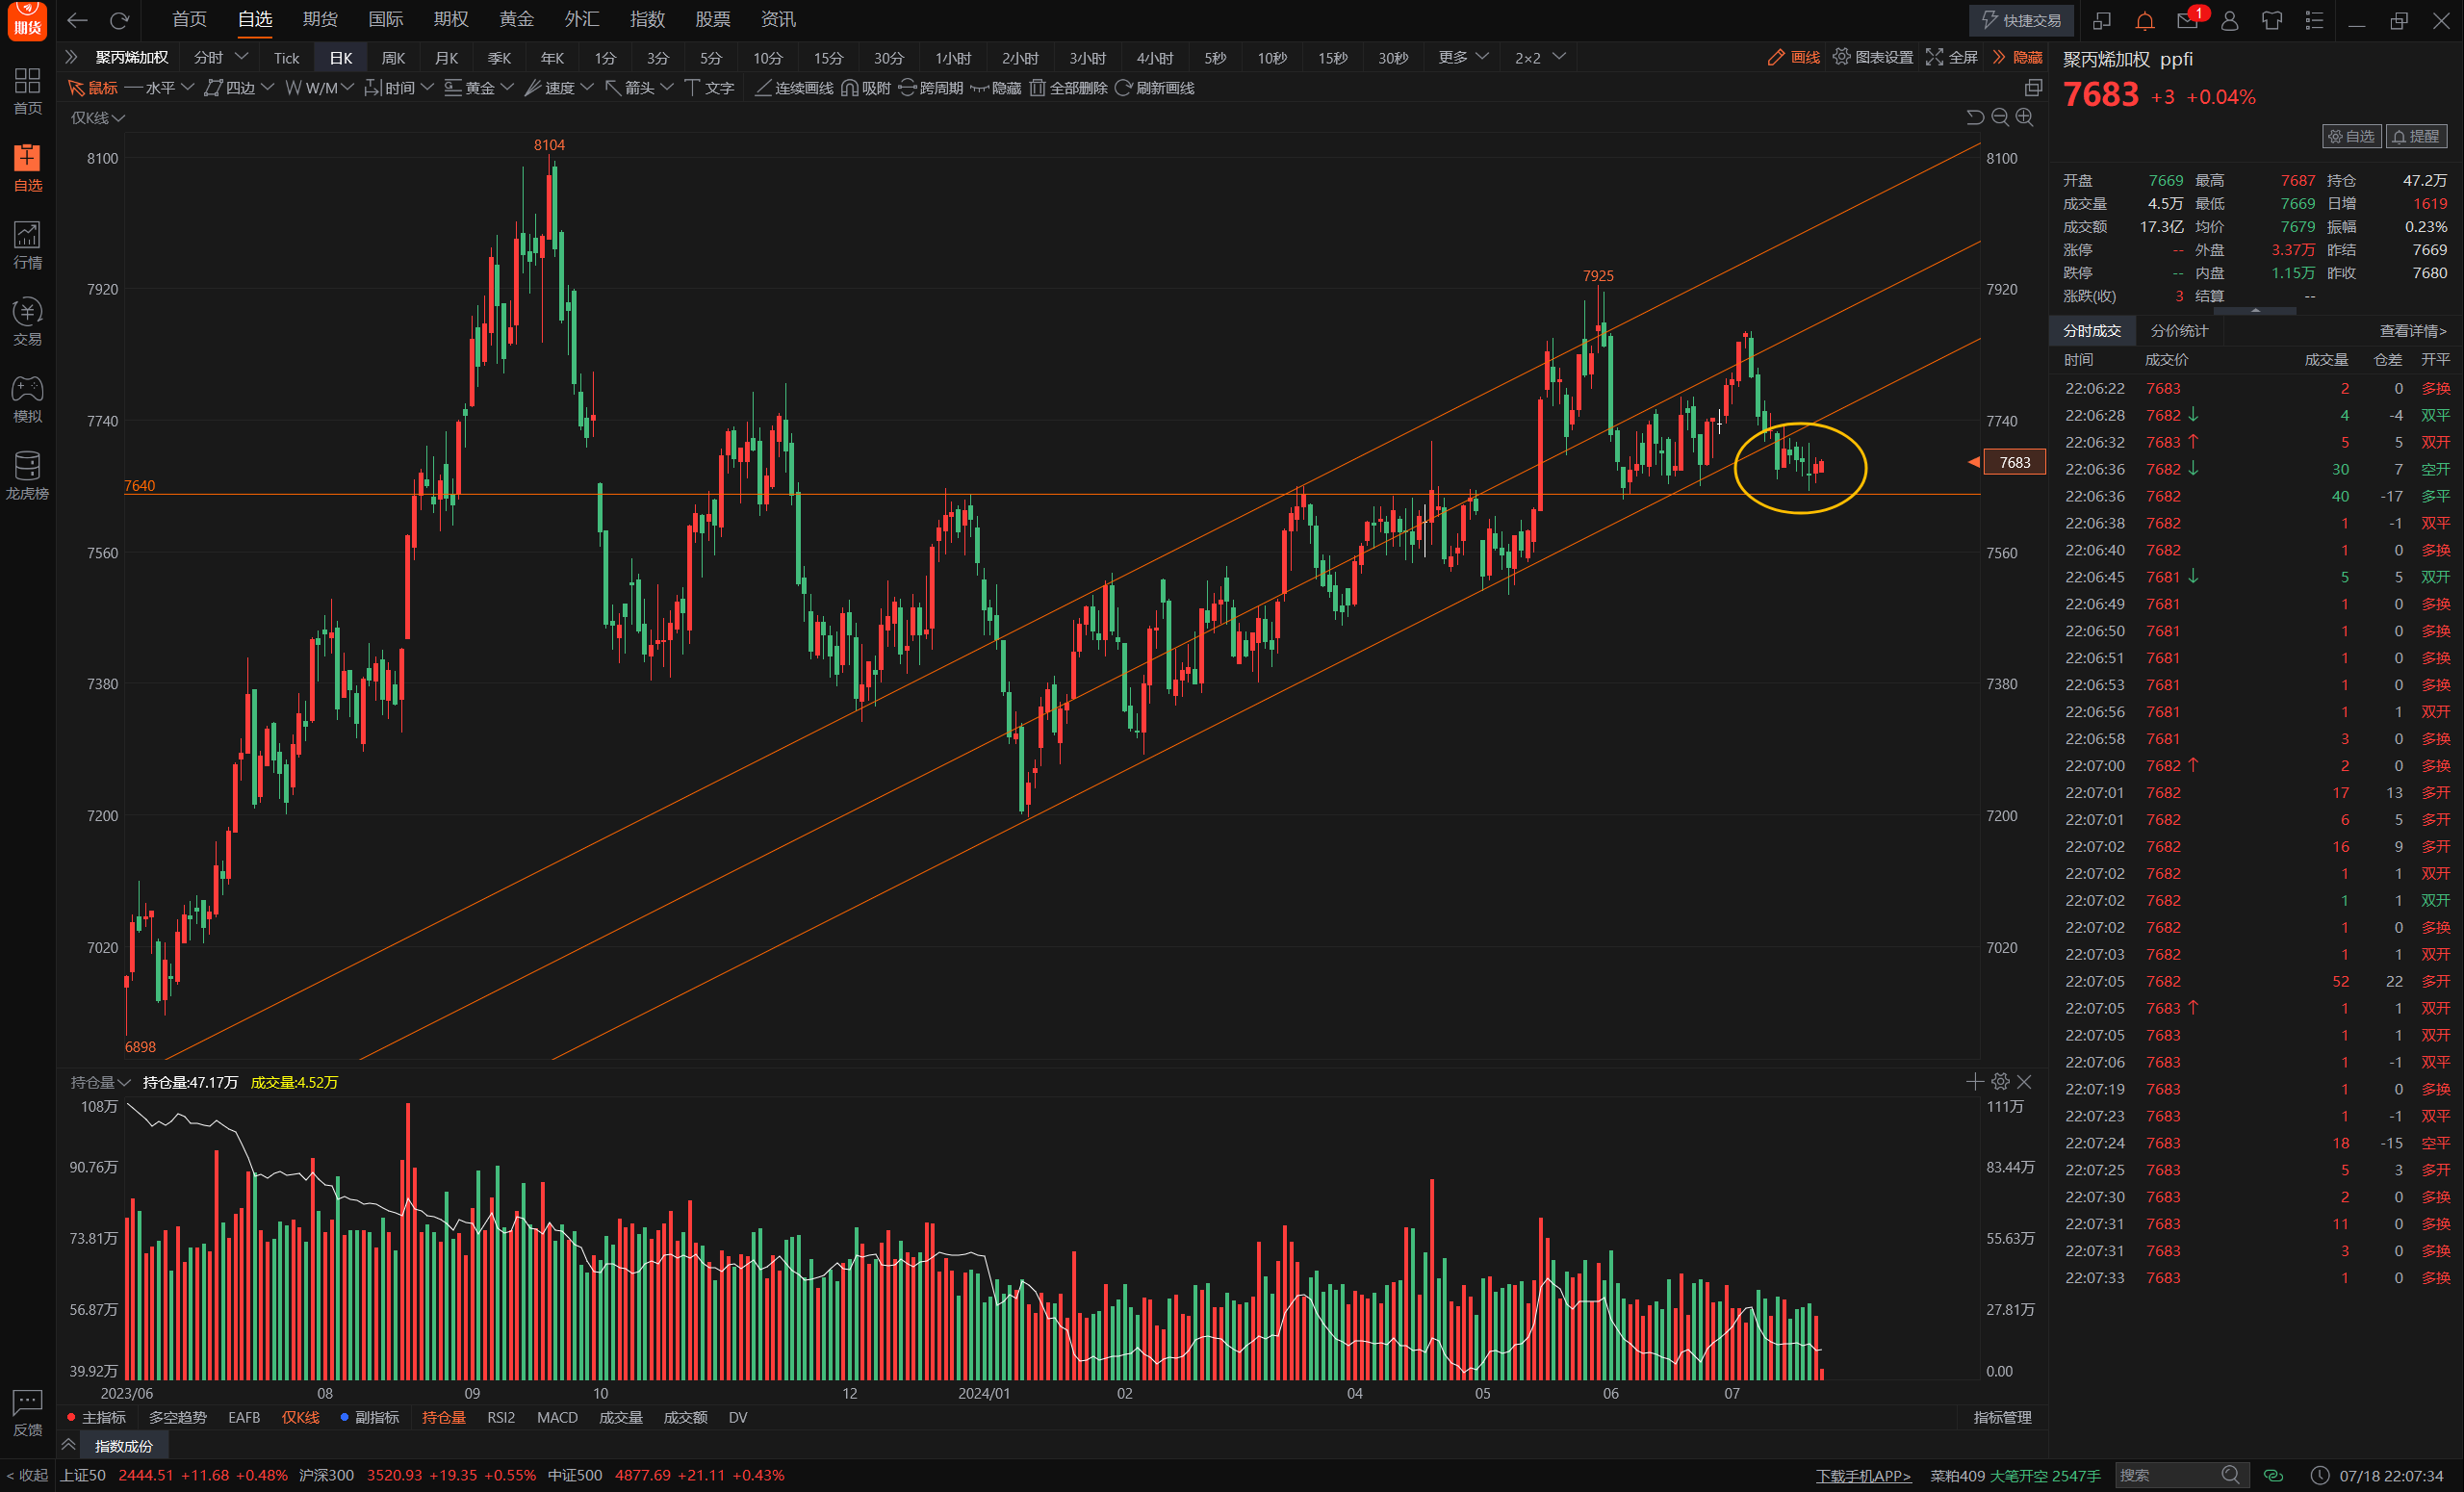 期货
首页 自选 期货 国际 期权 黄金 外汇 指数 股票 资讯
快捷交易 1
聚丙烯加权 分时 Tick 日K 周K 月K 季K 年K 1分 3分 5分 10分 15分 30分 1小时 2小时 3小时 4小时 5秒 10秒 15秒 30秒 更多 2×2 画线 图表设置 全屏 隐藏
鼠标 水平 四边 W/M 时间 黄金 速度 箭头 文字 连续画线 吸附 跨周期 隐藏 全部删除 刷新画线
首页
自选
行情
交易
模拟
龙虎榜
反馈
仅K线
8104
7925
7640
6898
8100 8100
7920 7920
7740 7740
7683
7560 7560
7380 7380
7200 7200
7020 7020
持仓量 持仓量:47.17万 成交量:4.52万
108万 111万
90.76万 83.44万
73.81万 55.63万
56.87万 27.81万
39.92万 0.00
2023/06 08 09 10 12 2024/01 02 04 05 06 07
主指标 多空趋势 EAFB 仅K线 副指标 持仓量 RSI2 MACD 成交量 成交额 DV 指标管理
指数成份
聚丙烯加权 ppfi
7683 +3 +0.04%
自选 提醒
开盘 7669 最高 7687 持仓 47.2万
成交量 4.5万 最低 7669 日增 1619
成交额 17.3亿 均价 7679 振幅 0.23%
涨停 -- 外盘 3.37万 昨结 7669
跌停 -- 内盘 1.15万 昨收 7680
涨跌(收) 3 结算 --
分时成交 分价统计 查看详情>
时间 成交价 成交量 仓差 开平
22:06:22 7683 2 0 多换
22:06:28 7682↓ 4 -4 双平
22:06:32 7683↑ 5 5 双开
22:06:36 7682↓ 30 7 空开
22:06:36 7682 40 -17 多平
22:06:38 7682 1 -1 双平
22:06:40 7682 1 0 多换
22:06:45 7681↓ 5 5 双开
22:06:49 7681 1 0 多换
22:06:50 7681 1 0 多换
22:06:51 7681 1 0 多换
22:06:53 7681 1 0 多换
22:06:56 7681 1 1 双开
22:06:58 7681 3 0 多换
22:07:00 7682↑ 2 0 多换
22:07:01 7682 17 13 多开
22:07:01 7682 6 5 多开
22:07:02 7682 16 9 多开
22:07:02 7682 1 1 双开
22:07:02 7682 1 1 双开
22:07:02 7682 1 0 多换
22:07:03 7682 1 1 双开
22:07:05 7682 52 22 多开
22:07:05 7683↑ 1 1 双开
22:07:05 7683 1 1 双开
22:07:06 7683 1 -1 双平
22:07:19 7683 1 0 多换
22:07:23 7683 1 -1 双平
22:07:24 7683 18 -15 空平
22:07:25 7683 5 3 多开
22:07:30 7683 2 0 多换
22:07:31 7683 11 0 多换
22:07:31 7683 3 0 多换
22:07:33 7683 1 0 多换
< 收起 上证50 2444.51 +11.68 +0.48% 沪深300 3520.93 +19.35 +0.55% 中证500 4877.69 +21.11 +0.43% 下载手机APP> 菜粕409 大笔开空 2547手 搜索 07/18 22:07:34